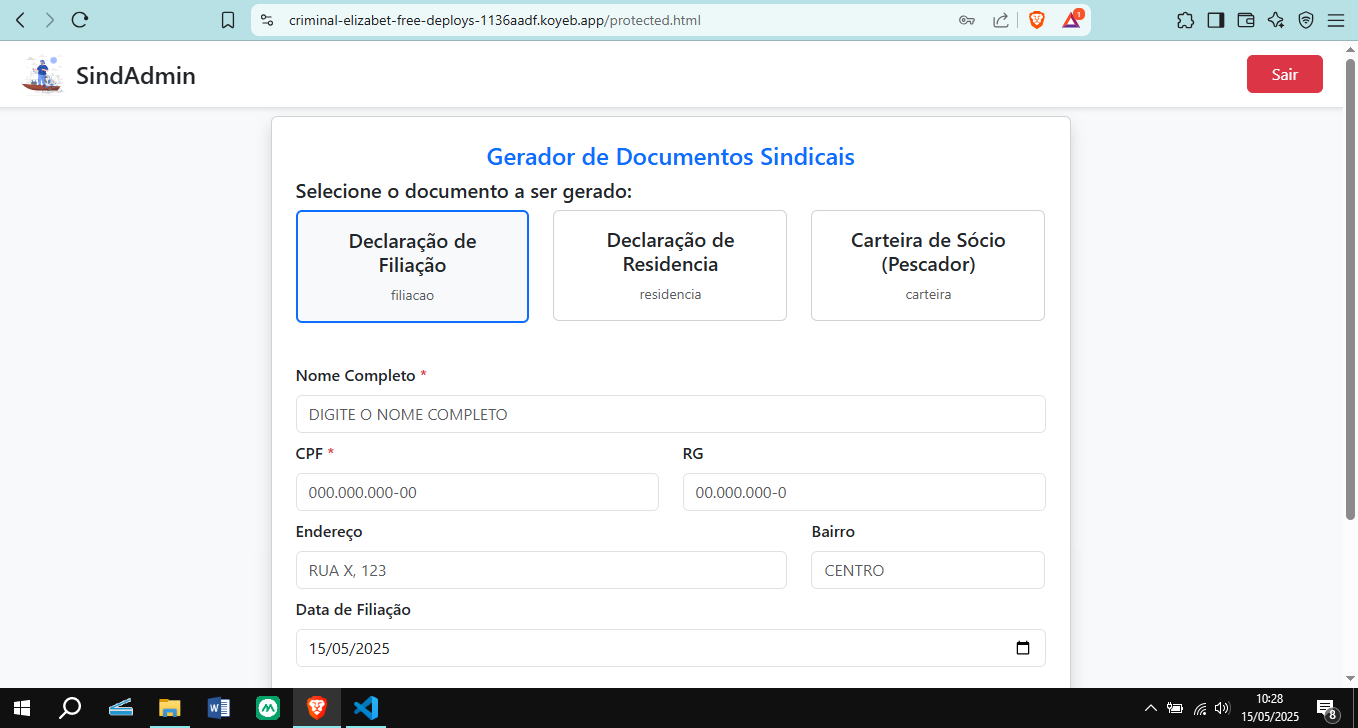 criminal-elizabet-free-deploys-1136aadf.koyeb.app/protected.html
1
SindAdmin
Sair
Gerador de Documentos Sindicais
Selecione o documento a ser gerado:
Declaração de
Filiação
filiacao
Declaração de
Residencia
residencia
Carteira de Sócio
(Pescador)
carteira
Nome Completo *
DIGITE O NOME COMPLETO
CPF *
RG
000.000.000-00
00.000.000-0
Endereço
Bairro
RUA X, 123
CENTRO
Data de Filiação
15/05/2025
10:28
15/05/2025
8